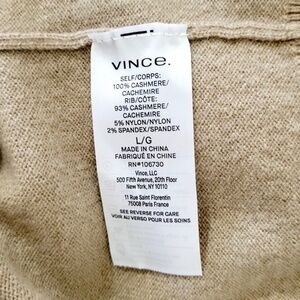 VINCE.
SELF/CORPS:
100% CASHMERE/
CACHEMIRE
RIB/CÔTE:
93% CASHMERE/
CACHEMIRE
5% NYLON/NYLON
2% SPANDEX/SPANDEX
L/G
MADE IN CHINA
FABRIQUÉ EN CHINE
RN#106730
Vince, LLC
500 Fifth Avenue, 20th Floor
New York, NY 10110
11 Rue Saint Florentin
75008 Paris France
SEE REVERSE FOR CARE
VOIR AU VERSO POUR LES SOINS